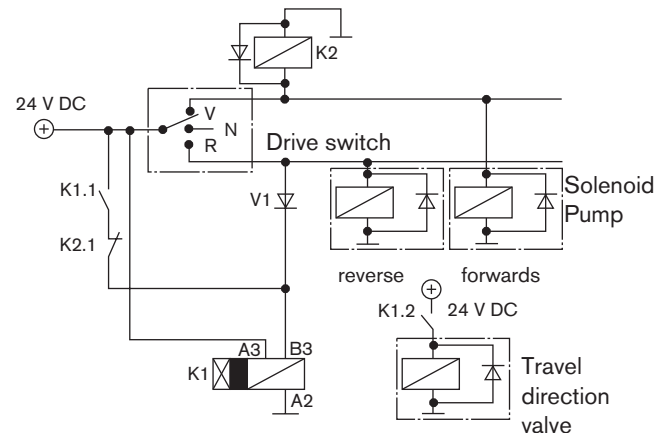 K2
24 V DC
V
N
R
Drive switch
K1.1
V1
Solenoid
Pump
K2.1
reverse
forwards
K1.2
24 V DC
A3
B3
K1
A2
Travel
direction
valve